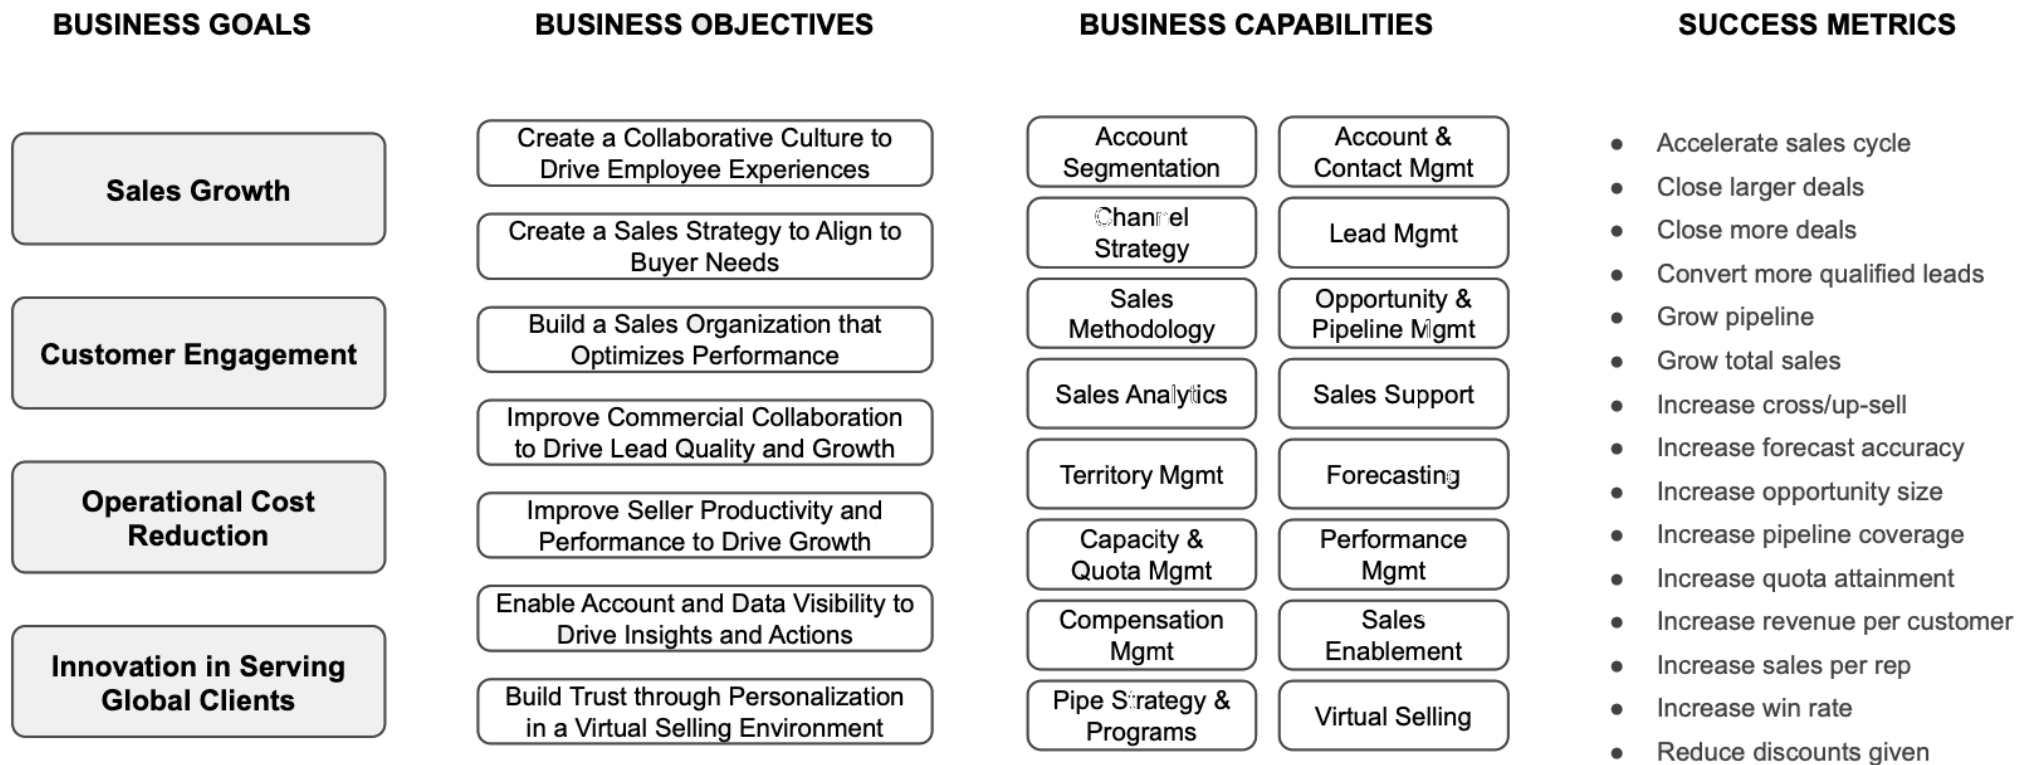 BUSINESS GOALS
Sales Growth
Customer Engagement
Operational Cost
Reduction
Innovation in Serving
Global Clients
BUSINESS OBJECTIVES
Create a Collaborative Culture to
Drive Employee Experiences
Create a Sales Strategy to Align to
Buyer Needs
Build a Sales Organization that
Optimizes Performance
Improve Commercial Collaboration
to Drive Lead Quality and Growth
Improve Seller Productivity and
Performance to Drive Growth
Enable Account and Data Visibility to
Drive Insights and Actions
Build Trust through Personalization
in a Virtual Selling Environment
BUSINESS CAPABILITIES
Account
Segmentation
Account &
Contact Mgmt
Channel
Strategy
Lead Mgmt
Sales
Methodology
Opportunity &
Pipeline Mgmt
Sales Analytics
Sales Support
Territory Mgmt
Forecasting
Capacity &
Quota Mgmt
Performance
Mgmt
Compensation
Mgmt
Sales
Enablement
Pipe Strategy &
Programs
Virtual Selling
SUCCESS METRICS
● Accelerate sales cycle
● Close larger deals
● Close more deals
● Convert more qualified leads
● Grow pipeline
● Grow total sales
● Increase cross/up-sell
● Increase forecast accuracy
● Increase opportunity size
● Increase pipeline coverage
● Increase quota attainment
● Increase revenue per customer
● Increase sales per rep
● Increase win rate
● Reduce discounts given